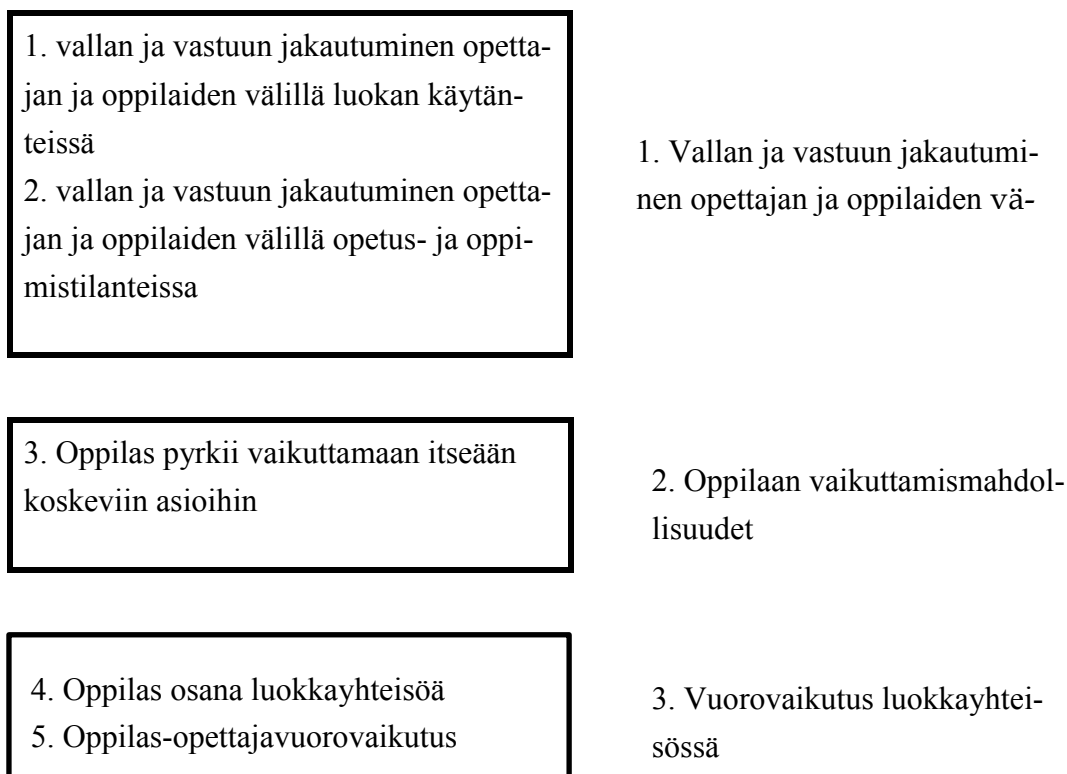 1. vallan ja vastuun jakautuminen opetta-
jan ja oppilaiden välillä luokan käytän-
teissä
2. vallan ja vastuun jakautuminen opetta-
jan ja oppilaiden välillä opetus- ja oppi-
mistilanteissa
1. Vallan ja vastuun jakautumi-
nen opettajan ja oppilaiden vä-
3. Oppilas pyrkii vaikuttamaan itseään
koskeviin asioihin
2. Oppilaan vaikuttamismahdol-
lisuudet
4. Oppilas osana luokkayhteisöä
5. Oppilas-opettajavuorovaikutus
3. Vuorovaikutus luokkayhtei-
sössä